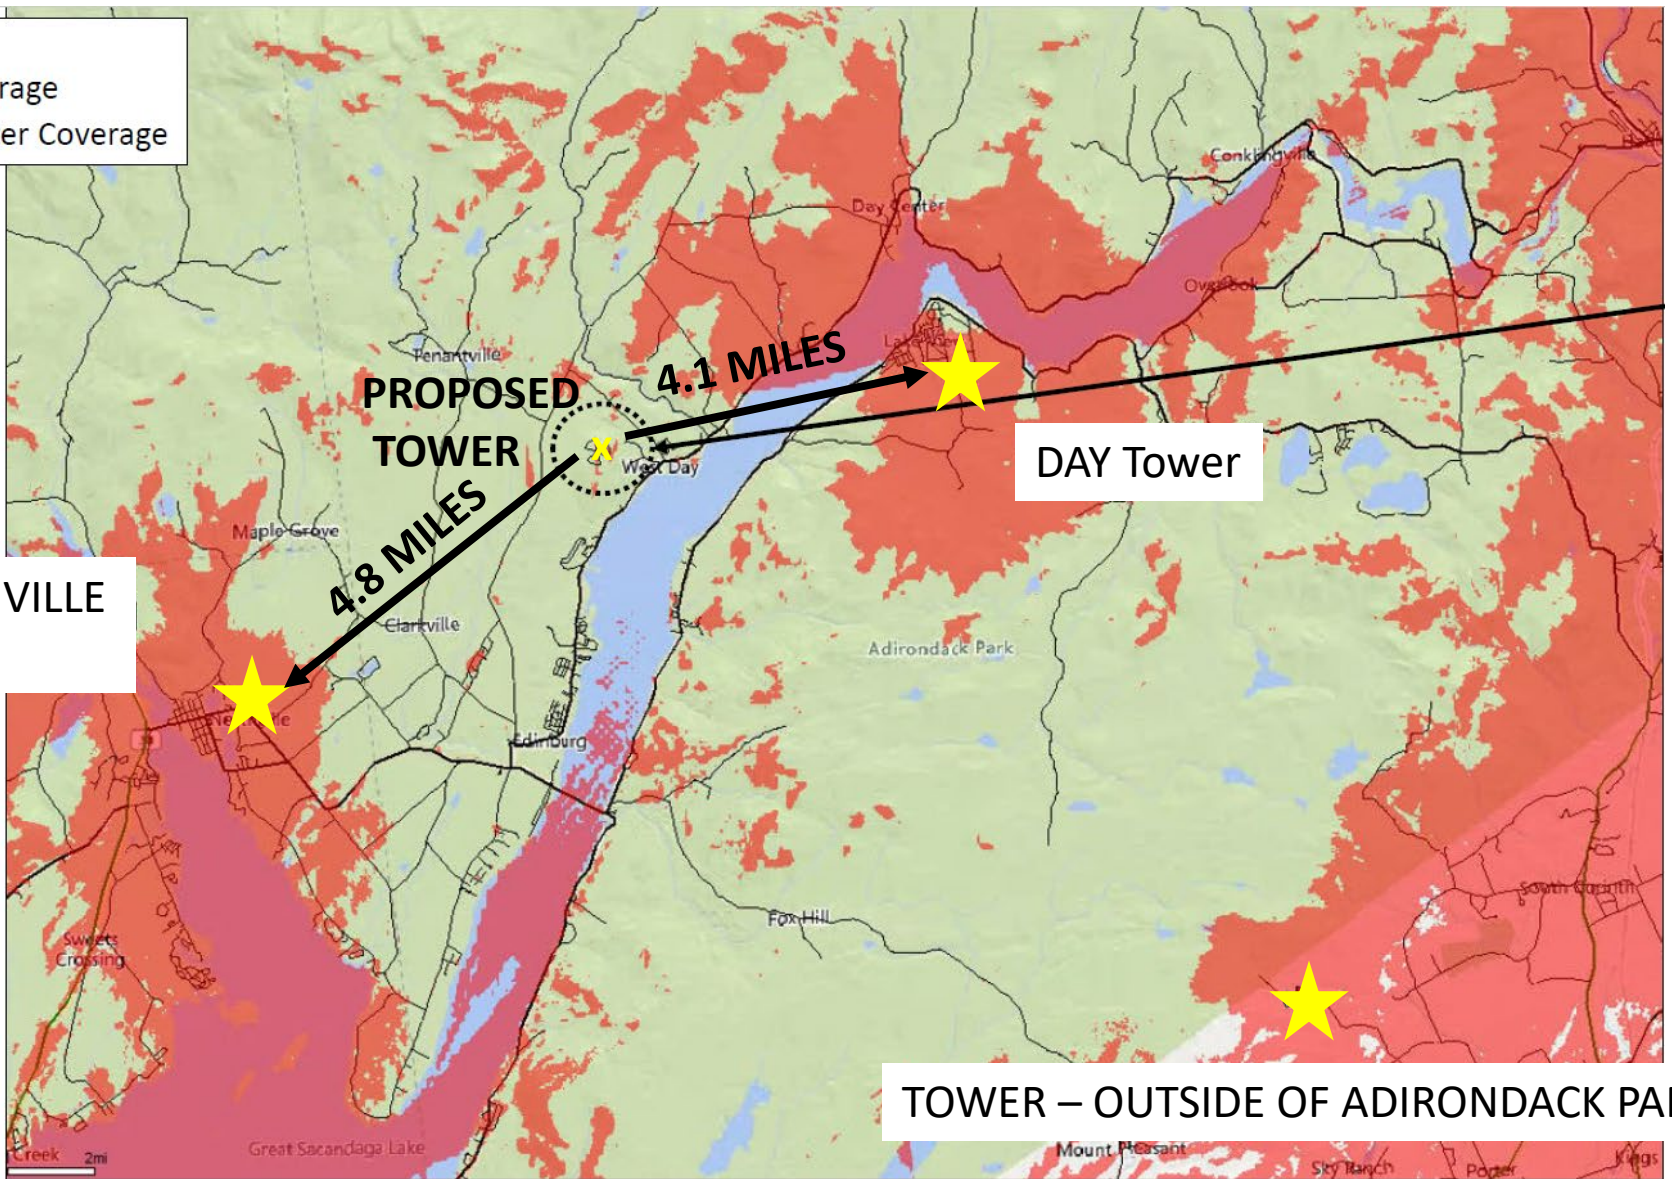 rage
er Coverage
Conklingville
Day Center
Overlook
4.1 MILES
Penantville
PROPOSED
TOWER
x
West Day
DAY Tower
Maple Grove
4.8 MILES
VILLE
Clarkville
Adirondack Park
Northville
Edinburg
South Corinth
Fox Hill
Sweets
Crossing
TOWER – OUTSIDE OF ADIRONDACK PA
Great Sacandaga Lake
Mount Pleasant
Creek
2mi
Sky Ranch
Porter
Kings